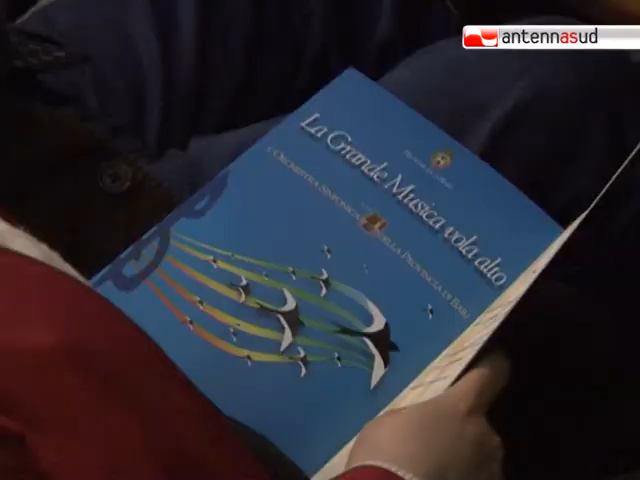 antennasud
La Grande Musica vola alto
L'Orchestra Sinfonica della Provincia di Bari